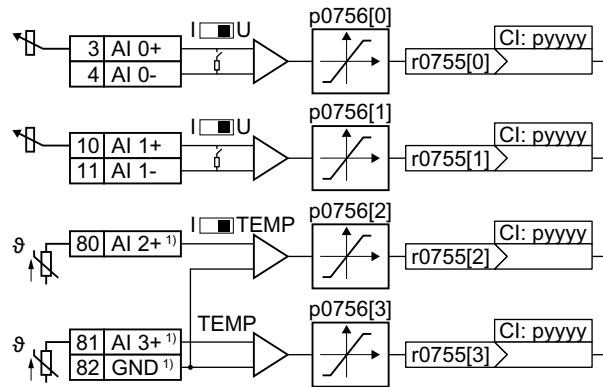 p0756[0]
I U
CI: pyyyy
3 AI 0+
4 AI 0-
r0755[0]
p0756[1]
I U
CI: pyyyy
10 AI 1+
11 AI 1-
r0755[1]
p0756[2]
I TEMP
CI: pyyyy
ϑ
80 AI 2+ 1)
r0755[2]
p0756[3]
TEMP
CI: pyyyy
ϑ
81 AI 3+ 1)
82 GND 1)
r0755[3]